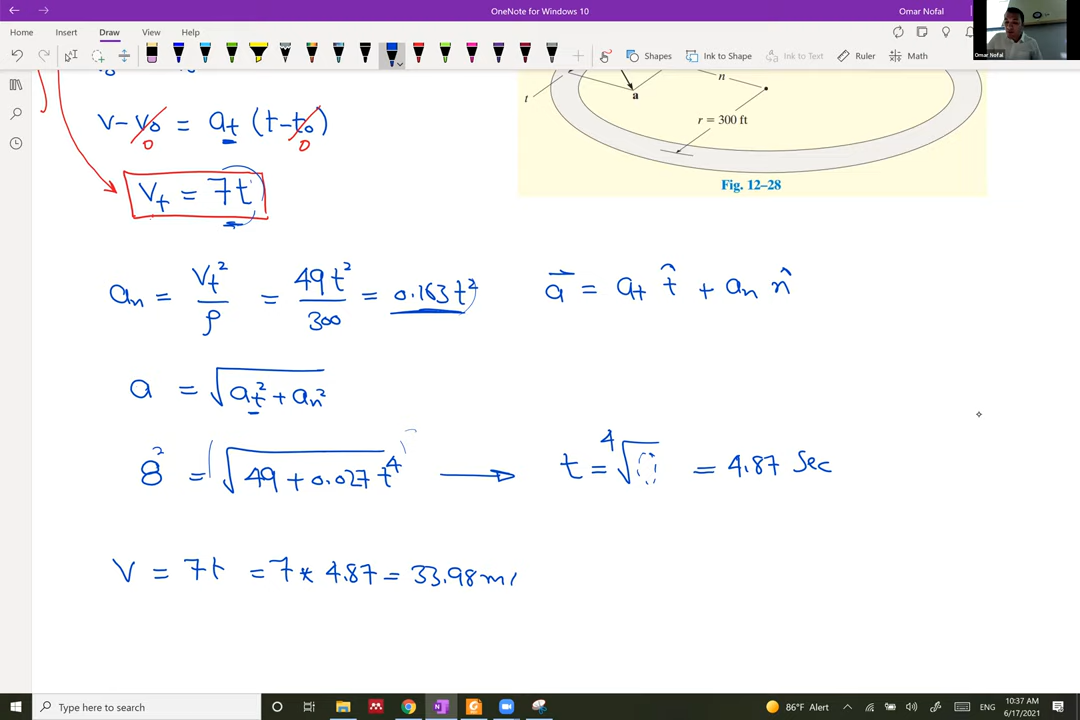 OneNote for Windows 10
Omar Nofal
Home Insert Draw View Help
Shapes Ink to Shape Ink to Text Ruler Math
Omar Nofal
t a n
r = 300 ft
Fig. 12–28
v - v₀ = at (t - t₀)
0 0
Vt = 7t
an = Vt²/ρ = 49t²/300 = 0.163t²
a = at t̂ + an n̂
a = √at² + an²
8² = (√49 + 0.027 t⁴)²
t = ⁴√() = 4.87 Sec
V = 7t = 7 * 4.87 = 33.98 m/
Type here to search
86°F Alert
ENG
10:37 AM
6/17/2021